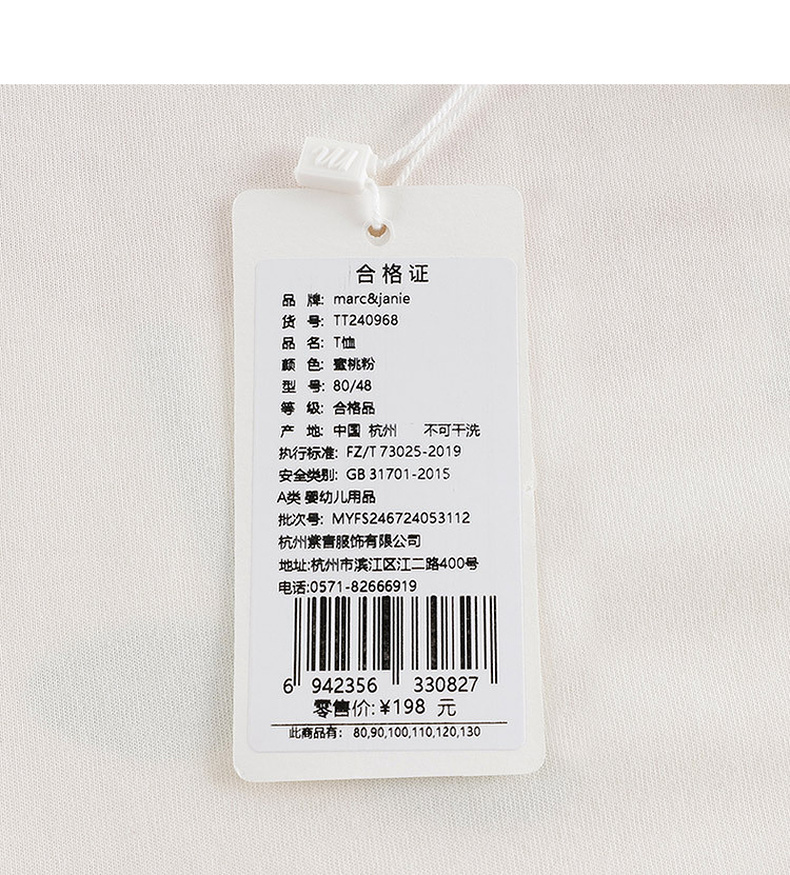 合格证
品 牌: marc&janie
货 号: TT240968
品 名: T恤
颜 色: 蜜桃粉
型 号: 80/48
等 级: 合格品
产 地: 中国 杭州 不可干洗
执行标准: FZ/T 73025-2019
安全类别: GB 31701-2015
A类 婴幼儿用品
批次号: MYFS246724053112
杭州紫喜服饰有限公司
地址:杭州市滨江区江二路400号
电话:0571-82666919
6 942356 330827
零售价:¥198 元
此商品有: 80,90,100,110,120,130